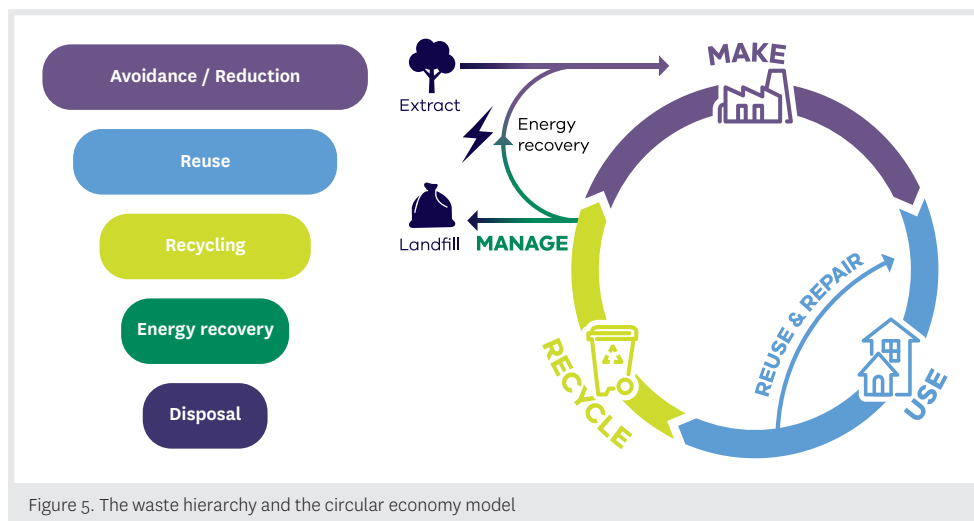 Avoidance / Reduction
Reuse
Recycling
Energy recovery
Disposal
Extract
Energy
recovery
Landfill
MANAGE
MAKE
USE
REUSE & REPAIR
RECYCLE
Figure 5. The waste hierarchy and the circular economy model